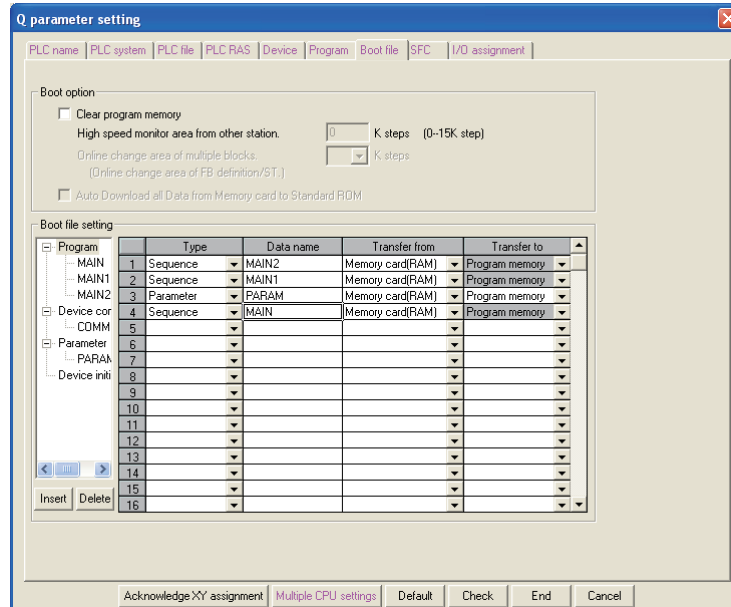 Q parameter setting
PLC name PLC system PLC file PLC RAS Device Program Boot file SFC I/O assignment
Boot option
Clear program memory
High speed monitor area from other station. 0 K steps (0--15K step)
Online change area of multiple blocks. K steps
(Online change area of FB definition/ST.)
Auto Download all Data from Memory card to Standard ROM
Boot file setting
Program
MAIN
MAIN1
MAIN2
Device con
COMM
Parameter
PARAM
Device initi
Type Data name Transfer from Transfer to
1 Sequence MAIN2 Memory card(RAM) Program memory
2 Sequence MAIN1 Memory card(RAM) Program memory
3 Parameter PARAM Memory card(RAM) Program memory
4 Sequence MAIN Memory card(RAM) Program memory
5
6
7
8
9
10
11
12
13
14
15
16
Insert Delete
Acknowledge XY assignment Multiple CPU settings Default Check End Cancel